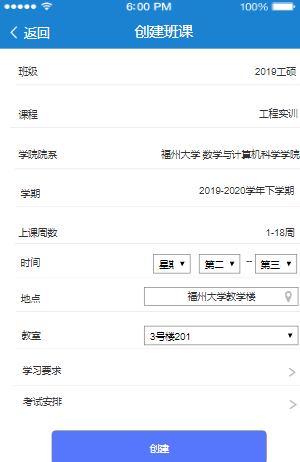 6:00 PM 100%
返回 创建班课
班级 2019工硕
课程 工程实训
学院院系 福州大学 数学与计算机科学学院
学期 2019-2020学年下学期
上课周数 1-18周
时间 第二 -- 第三
地点 福州大学教学楼
教室 3号楼201
学习要求
考试安排
创建